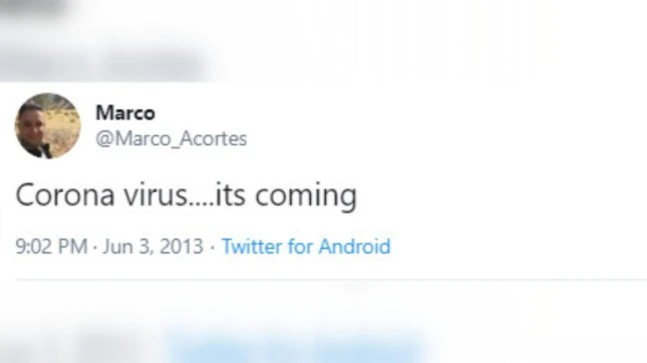 Marco
@Marco_Acortes
Corona virus....its coming
9:02 PM · Jun 3, 2013 · Twitter for Android